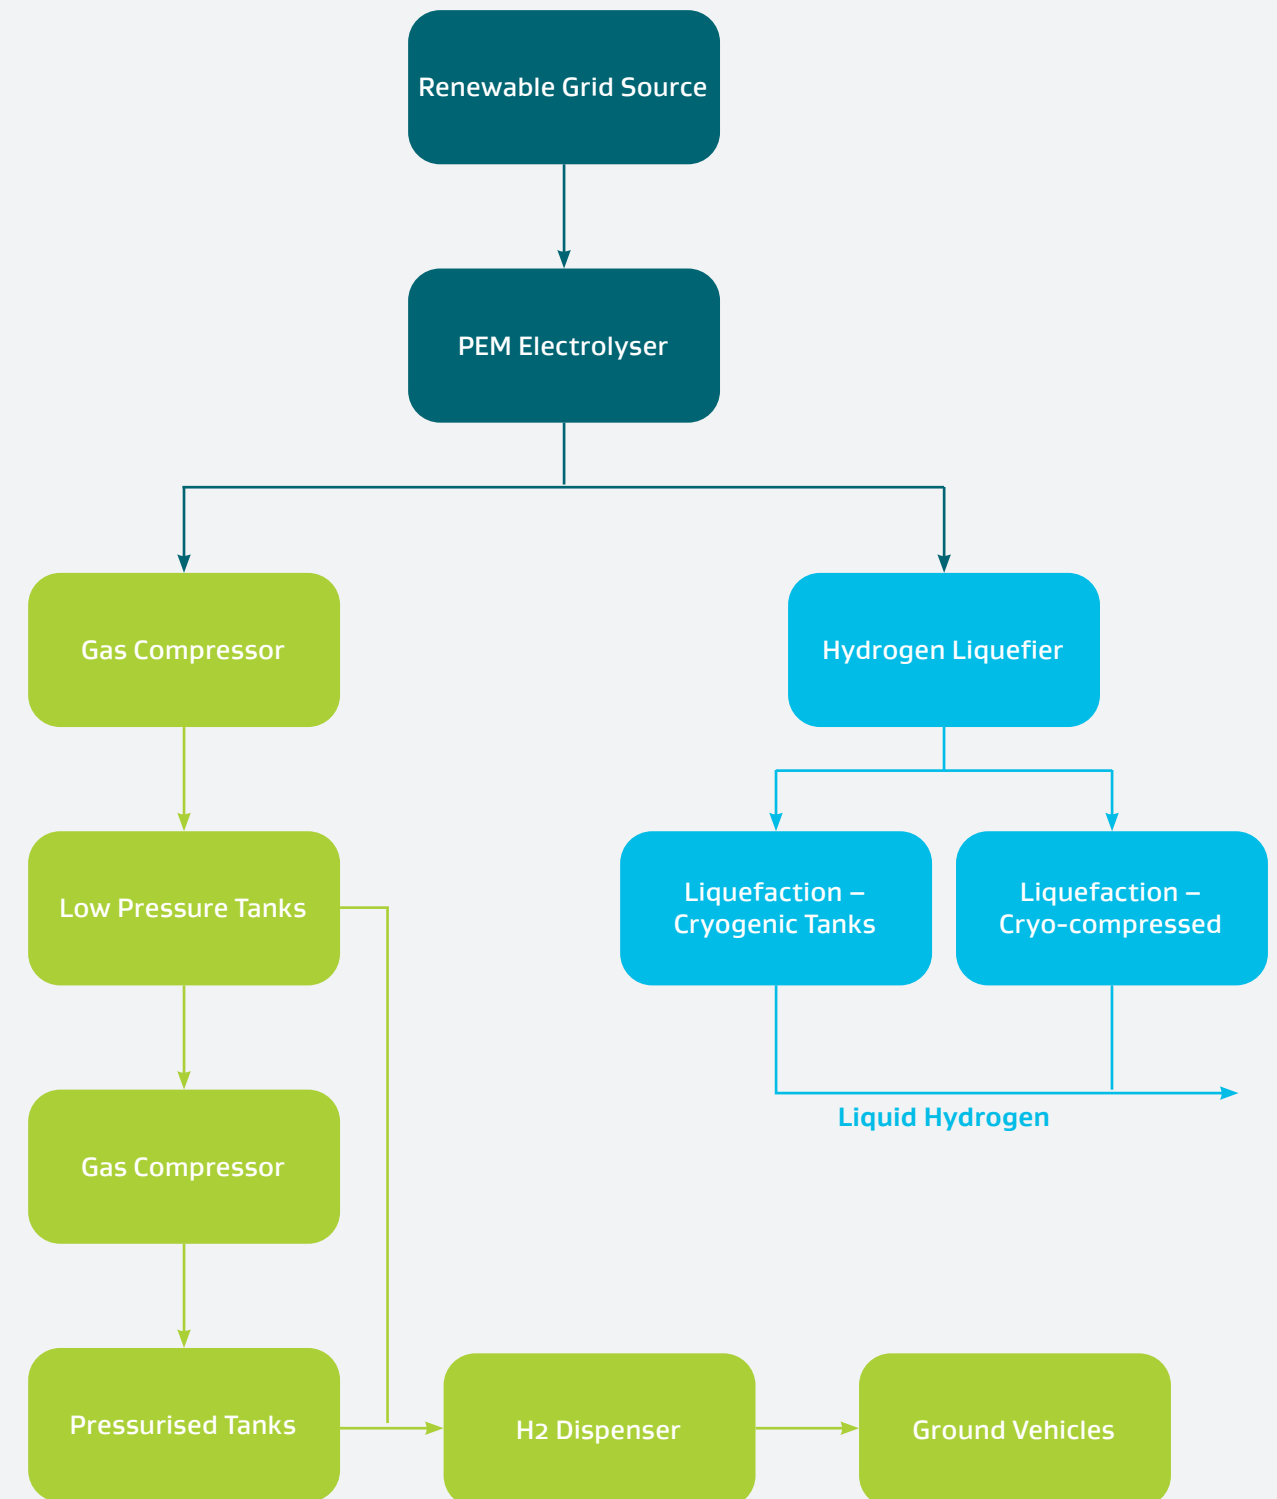 Renewable Grid Source
PEM Electrolyser
Gas Compressor
Hydrogen Liquefier
Low Pressure Tanks
Liquefaction –
Cryogenic Tanks
Liquefaction –
Cryo-compressed
Liquid Hydrogen
Gas Compressor
Pressurised Tanks
H2 Dispenser
Ground Vehicles